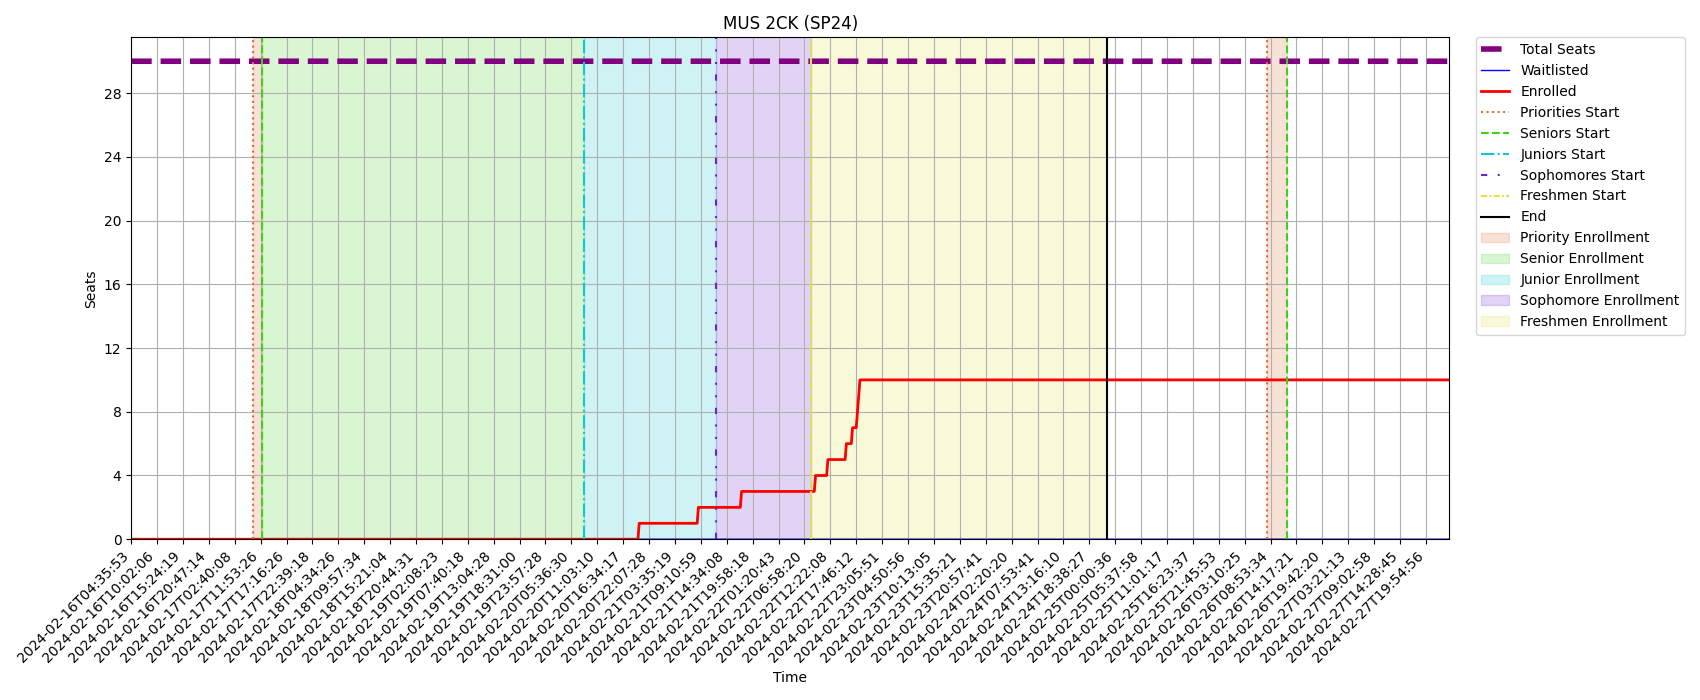 MUS 2CK (SP24)
Seats
28
24
20
16
12
8
4
0
2024-02-16T04:35:53
2024-02-16T10:02:06
2024-02-16T15:24:19
2024-02-16T20:47:14
2024-02-17T02:40:08
2024-02-17T11:53:26
2024-02-17T17:16:26
2024-02-17T22:39:18
2024-02-18T04:34:26
2024-02-18T09:57:34
2024-02-18T15:21:04
2024-02-18T20:44:31
2024-02-19T02:08:23
2024-02-19T07:40:18
2024-02-19T13:04:28
2024-02-19T18:31:00
2024-02-19T23:57:28
2024-02-20T05:36:30
2024-02-20T11:03:10
2024-02-20T16:34:17
2024-02-20T22:07:28
2024-02-21T03:35:19
2024-02-21T09:10:59
2024-02-21T14:34:08
2024-02-21T19:58:18
2024-02-22T01:20:43
2024-02-22T06:58:20
2024-02-22T12:22:08
2024-02-22T17:46:12
2024-02-22T23:05:51
2024-02-23T04:50:56
2024-02-23T10:13:05
2024-02-23T15:35:21
2024-02-23T20:57:41
2024-02-24T02:20:20
2024-02-24T07:53:41
2024-02-24T13:16:10
2024-02-24T18:38:27
2024-02-25T00:00:36
2024-02-25T05:37:58
2024-02-25T11:01:17
2024-02-25T16:23:37
2024-02-25T21:45:53
2024-02-26T03:10:25
2024-02-26T08:53:34
2024-02-26T14:17:21
2024-02-26T19:42:20
2024-02-27T03:21:13
2024-02-27T09:02:58
2024-02-27T14:28:45
2024-02-27T19:54:56
Time
Total Seats
Waitlisted
Enrolled
Priorities Start
Seniors Start
Juniors Start
Sophomores Start
Freshmen Start
End
Priority Enrollment
Senior Enrollment
Junior Enrollment
Sophomore Enrollment
Freshmen Enrollment